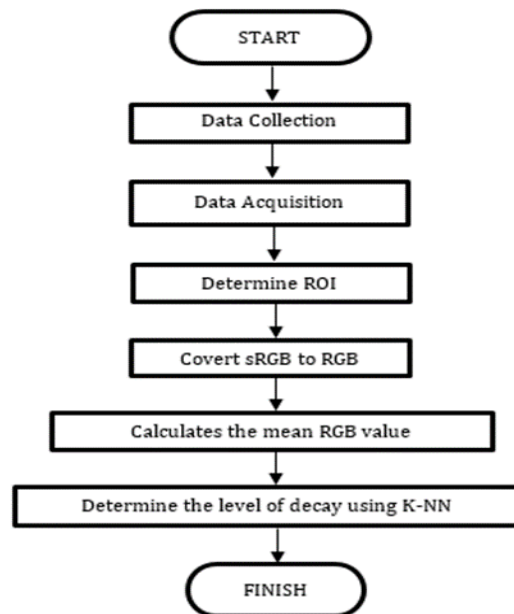 START
Data Collection
Data Acquisition
Determine ROI
Covert sRGB to RGB
Calculates the mean RGB value
Determine the level of decay using K-NN
FINISH